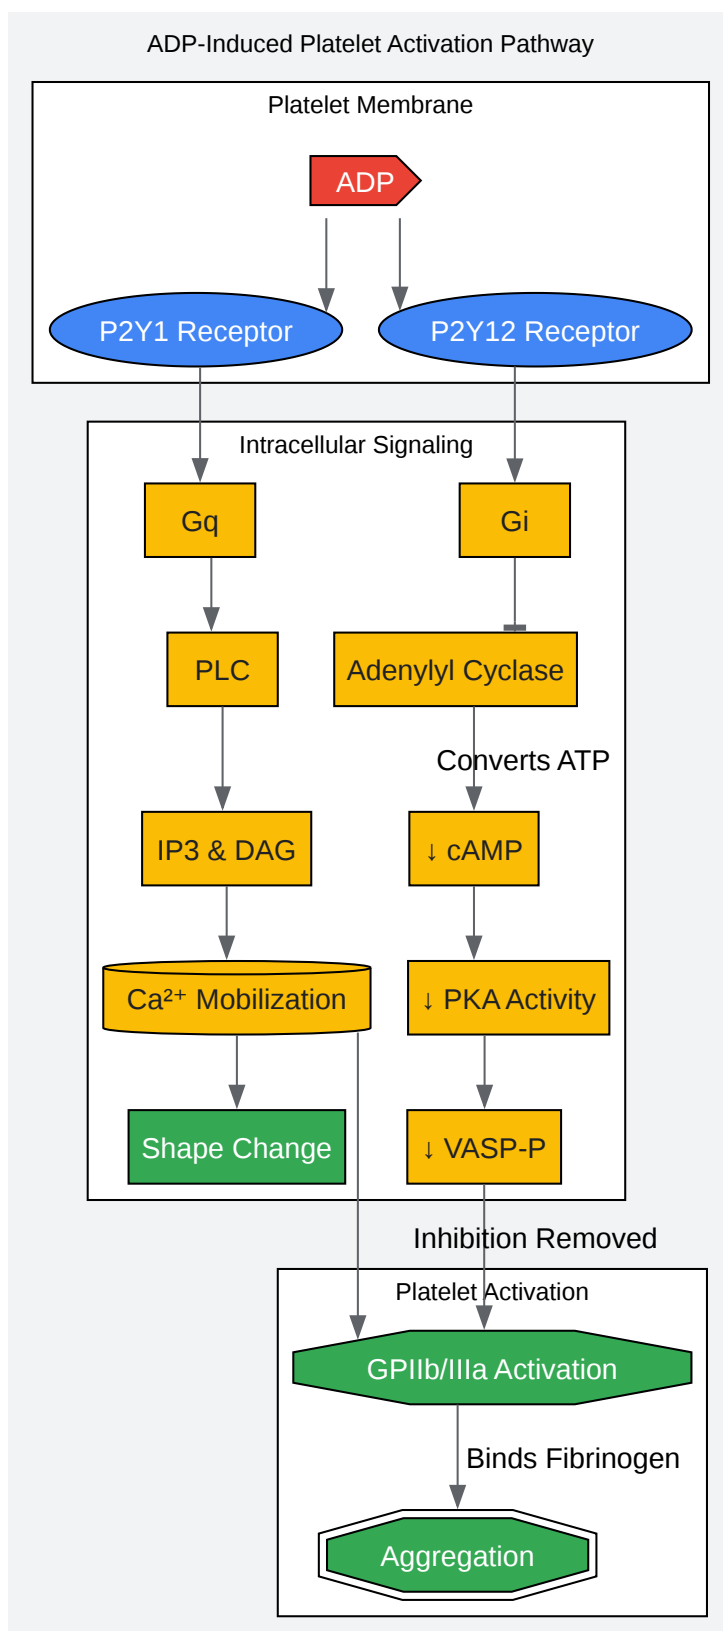 ADP-Induced Platelet Activation Pathway
Platelet Membrane
ADP
P2Y1 Receptor
P2Y12 Receptor
Intracellular Signaling
Gq
Gi
PLC
Adenylyl Cyclase
Converts ATP
IP3 & DAG
↓ cAMP
Ca²⁺ Mobilization
↓ PKA Activity
Shape Change
↓ VASP-P
Inhibition Removed
Platelet Activation
GPIIb/IIIa Activation
Binds Fibrinogen
Aggregation